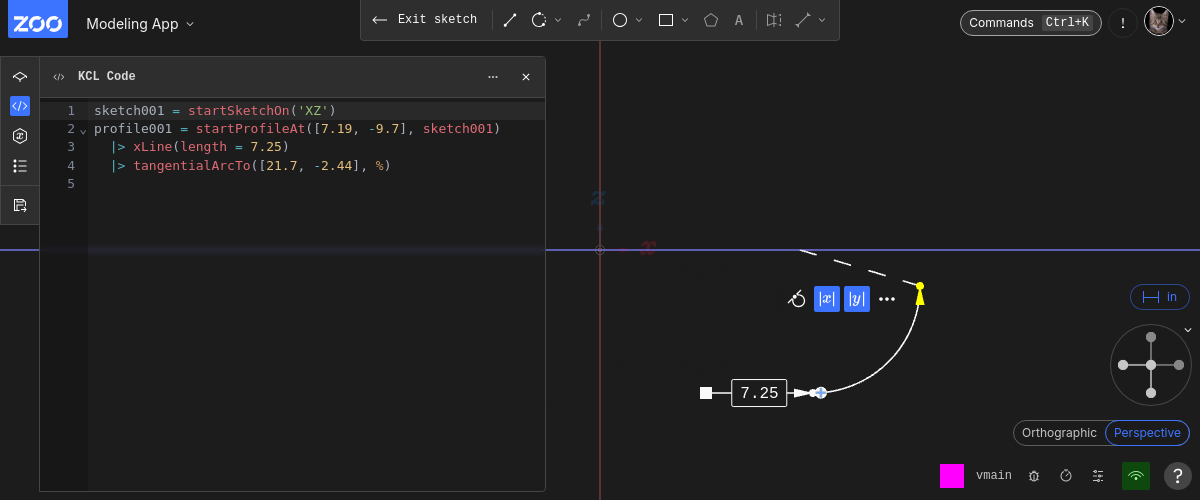 ZOO
Modeling App
Exit sketch
A
Commands Ctrl+K
!
KCL Code
1 sketch001 = startSketchOn('XZ')
2 profile001 = startProfileAt([7.19, -9.7], sketch001)
3 |> xLine(length = 7.25)
4 |> tangentialArcTo([21.7, -2.44], %)
5
z
x
|x| |y|
in
7.25
Orthographic Perspective
vmain
?